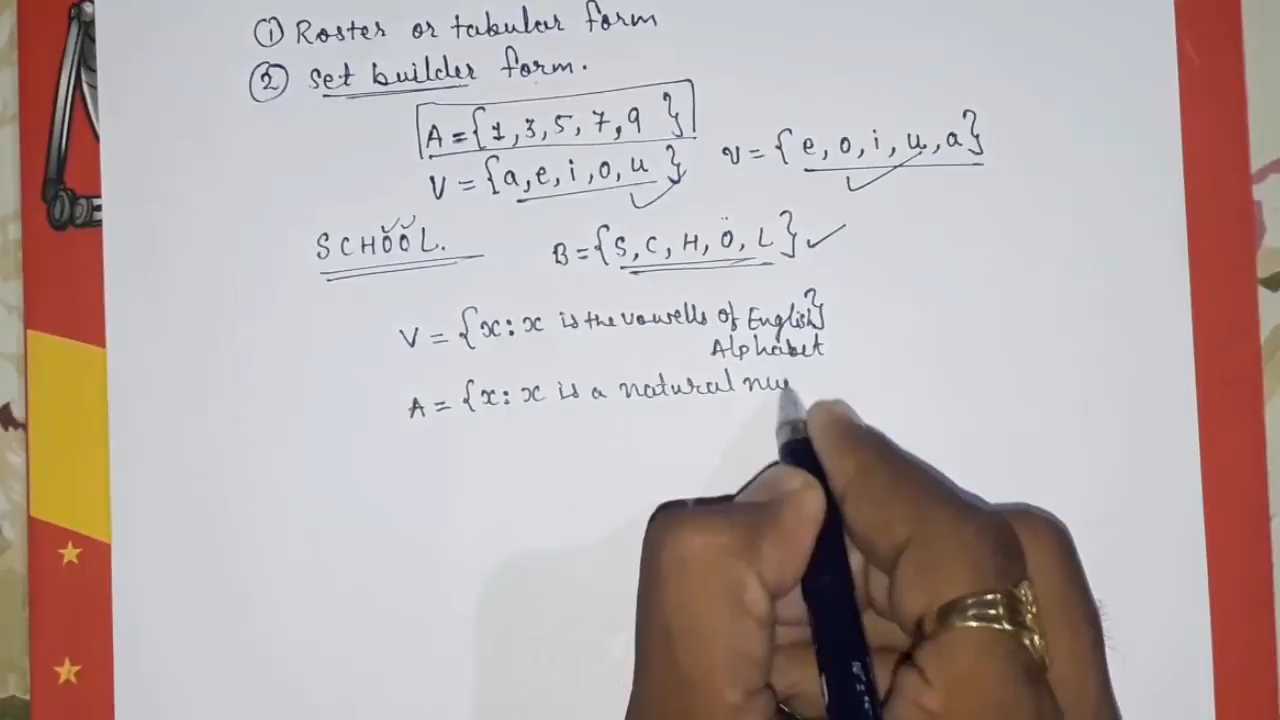 ① Roster or tabular form
② Set builder form.
A={1,3,5,7,9}
V={a,e,i,o,u} V={e,o,i,u,a}
SCHOOL. B={S,C,H,O,L}
V={x:x is the vowells of English}
Alphabet
A={x:x is a natural nu